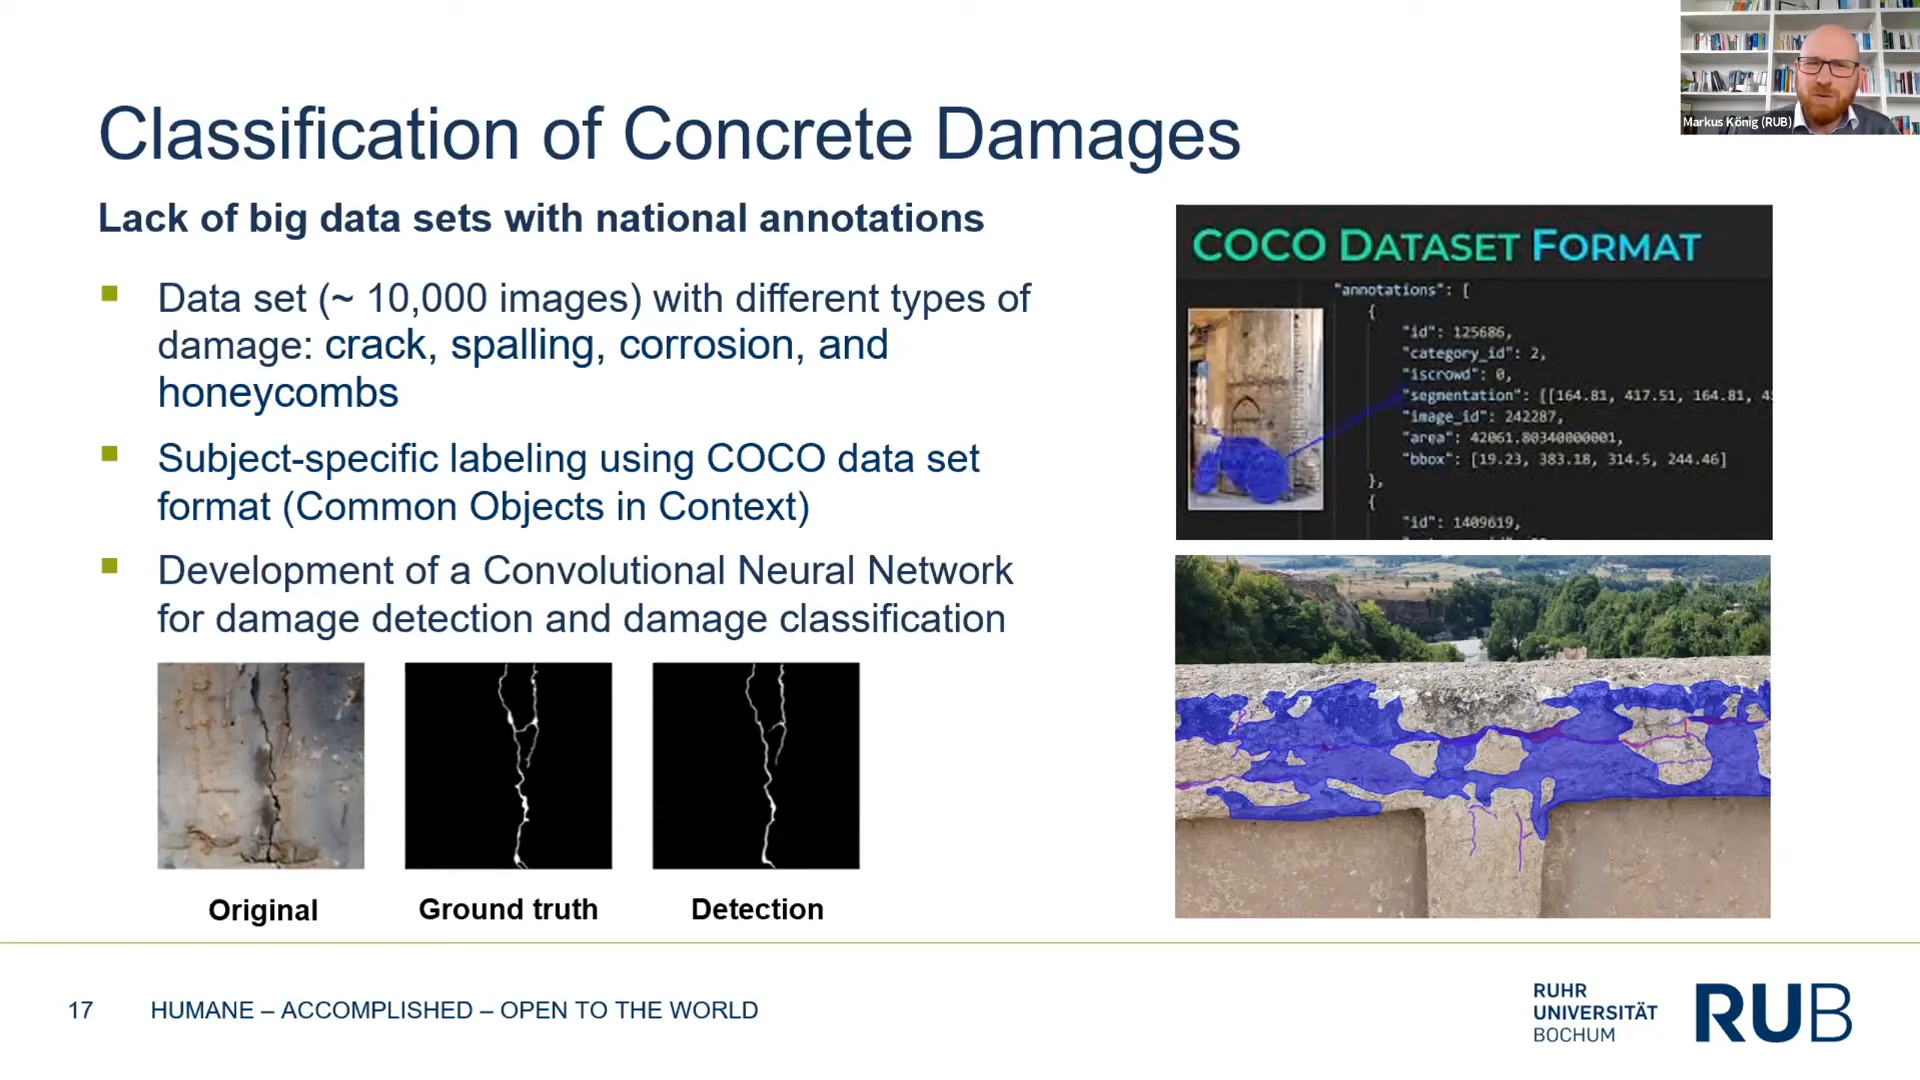 Markus König (RUB)
Classification of Concrete Damages
Lack of big data sets with national annotations
Data set (~ 10,000 images) with different types of
damage: crack, spalling, corrosion, and
honeycombs
Subject-specific labeling using COCO data set
format (Common Objects in Context)
Development of a Convolutional Neural Network
for damage detection and damage classification
Original
Ground truth
Detection
COCO DATASET FORMAT
"annotations": [
{
"id": 125686,
"category_id": 2,
"iscrowd": 0,
"segmentation": [[164.81, 417.51, 164.81,
"image_id": 242287,
"area": 42061.80340000001,
"bbox": [19.23, 383.18, 314.5, 244.46]
},
{
"id": 1409619,
17
HUMANE – ACCOMPLISHED – OPEN TO THE WORLD
RUHR
UNIVERSITÄT
BOCHUM
RUB